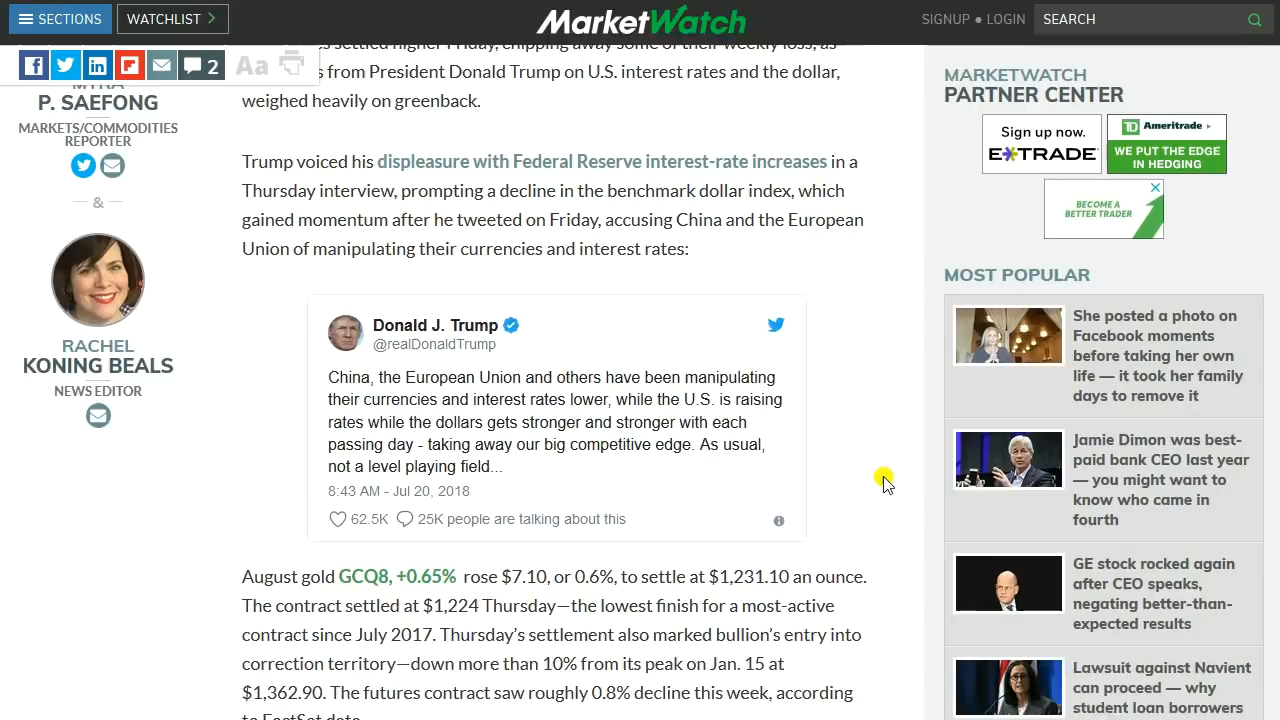 SECTIONS
WATCHLIST
MarketWatch
SIGNUP • LOGIN
SEARCH
2
Aa
P. SAEFONG
MARKETS/COMMODITIES
REPORTER
&
RACHEL
KONING BEALS
NEWS EDITOR
settled higher Friday, chipping away some of their weekly loss, as
from President Donald Trump on U.S. interest rates and the dollar,
weighed heavily on greenback.
Trump voiced his displeasure with Federal Reserve interest-rate increases in a
Thursday interview, prompting a decline in the benchmark dollar index, which
gained momentum after he tweeted on Friday, accusing China and the European
Union of manipulating their currencies and interest rates:
Donald J. Trump
@realDonaldTrump
China, the European Union and others have been manipulating
their currencies and interest rates lower, while the U.S. is raising
rates while the dollars gets stronger and stronger with each
passing day - taking away our big competitive edge. As usual,
not a level playing field...
8:43 AM - Jul 20, 2018
62.5K 25K people are talking about this
August gold GCQ8, +0.65% rose $7.10, or 0.6%, to settle at $1,231.10 an ounce.
The contract settled at $1,224 Thursday—the lowest finish for a most-active
contract since July 2017. Thursday's settlement also marked bullion's entry into
correction territory—down more than 10% from its peak on Jan. 15 at
$1,362.90. The futures contract saw roughly 0.8% decline this week, according
to FactSet data.
MARKETWATCH
PARTNER CENTER
Sign up now.
E*TRADE
TD Ameritrade
WE PUT THE EDGE
IN HEDGING
BECOME A
BETTER TRADER
MOST POPULAR
She posted a photo on
Facebook moments
before taking her own
life — it took her family
days to remove it
Jamie Dimon was best-
paid bank CEO last year
— you might want to
know who came in
fourth
GE stock rocked again
after CEO speaks,
negating better-than-
expected results
Lawsuit against Navient
can proceed — why
student loan borrowers